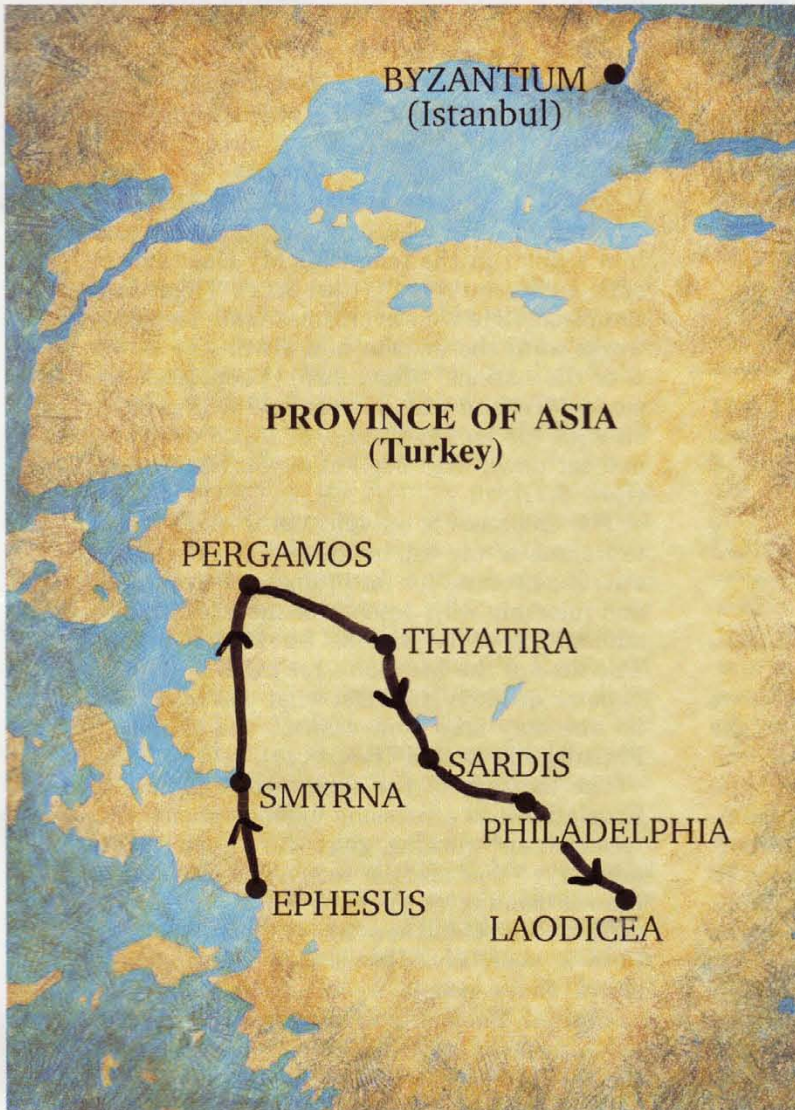 BYZANTIUM
(Istanbul)
PROVINCE OF ASIA
(Turkey)
PERGAMOS
THYATIRA
SARDIS
SMYRNA
PHILADELPHIA
EPHESUS
LAODICEA